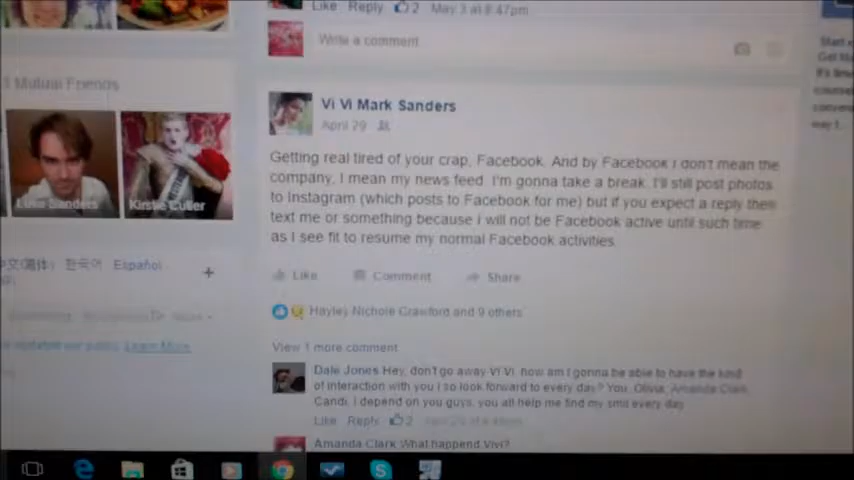 Like Reply 2 May 3 at 8:47pm
Write a comment
Mutual Friends
Vi Vi Mark Sanders
April 29
Getting real tired of your crap, Facebook. And by Facebook I don't mean the
company, I mean my news feed. I'm gonna take a break. I'll still post photos
to Instagram (which posts to Facebook for me) but if you expect a reply then
text me or something because I will not be Facebook active until such time
as I see fit to resume my normal Facebook activities.
Luke Sanders
Kirstie Culler
中文(简体) 한국어 Español
+
Like Comment Share
Hayley Nichole Crawford and 9 others
View 1 more comment
Learn More
Dale Jones Hey, don't go away Vi Vi, how am I gonna be able to have the kind
of interaction with you I so look forward to every day? You, Olivia, Amanda Clark,
Candi, I depend on you guys, you all help me find my smil every day
Like Reply 2 April 29 at
Amanda Clark What happend Vivi?